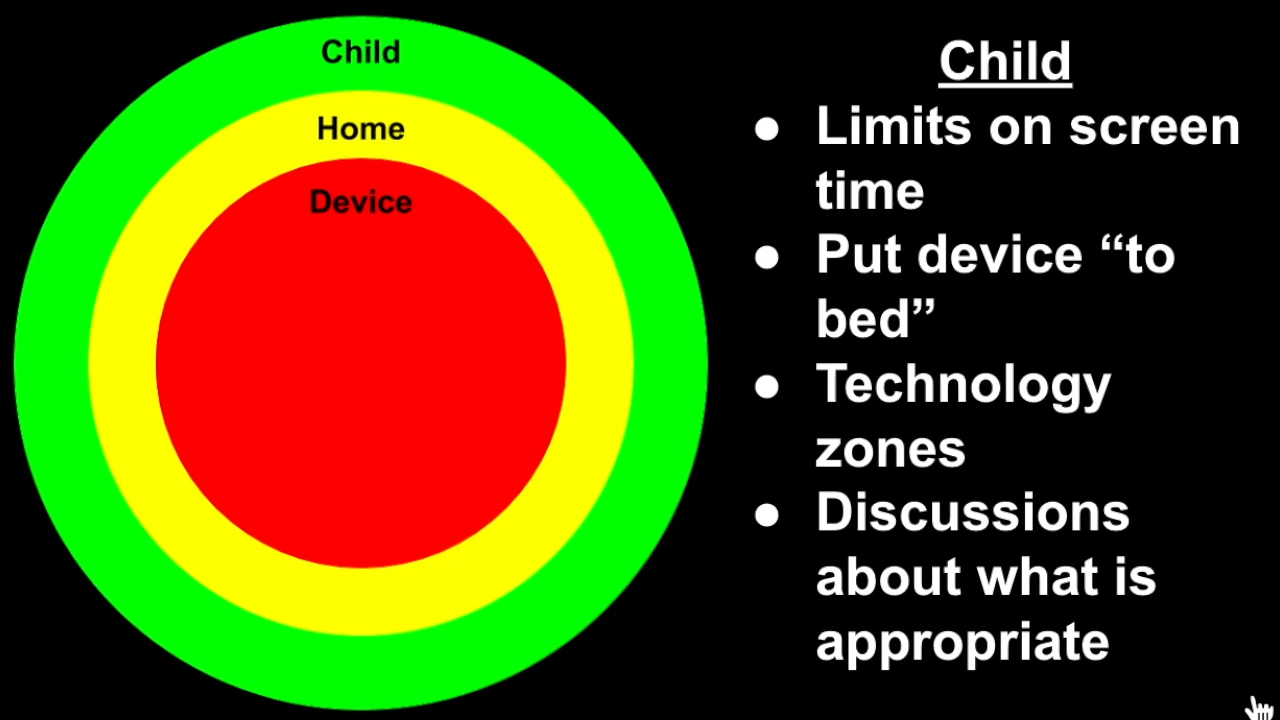 Child
Home
Device
Child
● Limits on screen
time
● Put device “to
bed”
● Technology
zones
● Discussions
about what is
appropriate